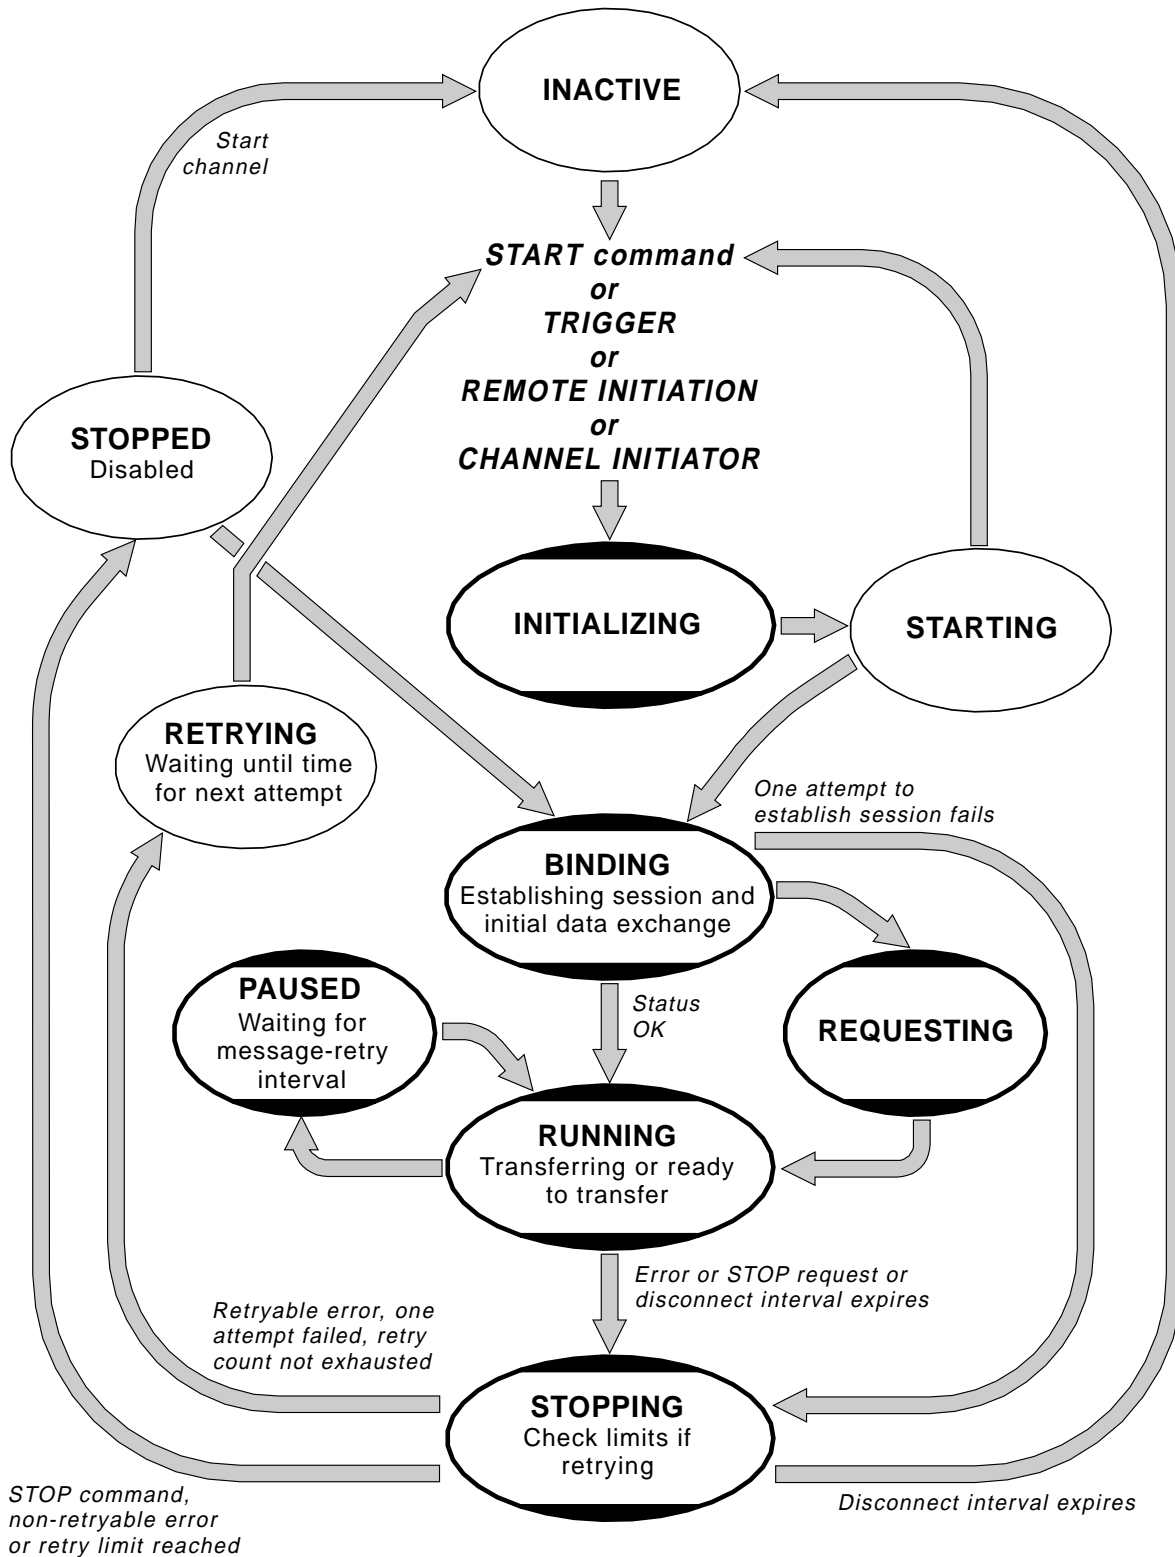 INACTIVE
Start
channel
START command
or
TRIGGER
or
REMOTE INITIATION
or
CHANNEL INITIATOR
STOPPED
Disabled
INITIALIZING
STARTING
RETRYING
Waiting until time
for next attempt
One attempt to
establish session fails
BINDING
Establishing session and
initial data exchange
PAUSED
Waiting for
message-retry
interval
Status
OK
REQUESTING
RUNNING
Transferring or ready
to transfer
Error or STOP request or
disconnect interval expires
Retryable error, one
attempt failed, retry
count not exhausted
STOPPING
Check limits if
retrying
STOP command,
non-retryable error
or retry limit reached
Disconnect interval expires